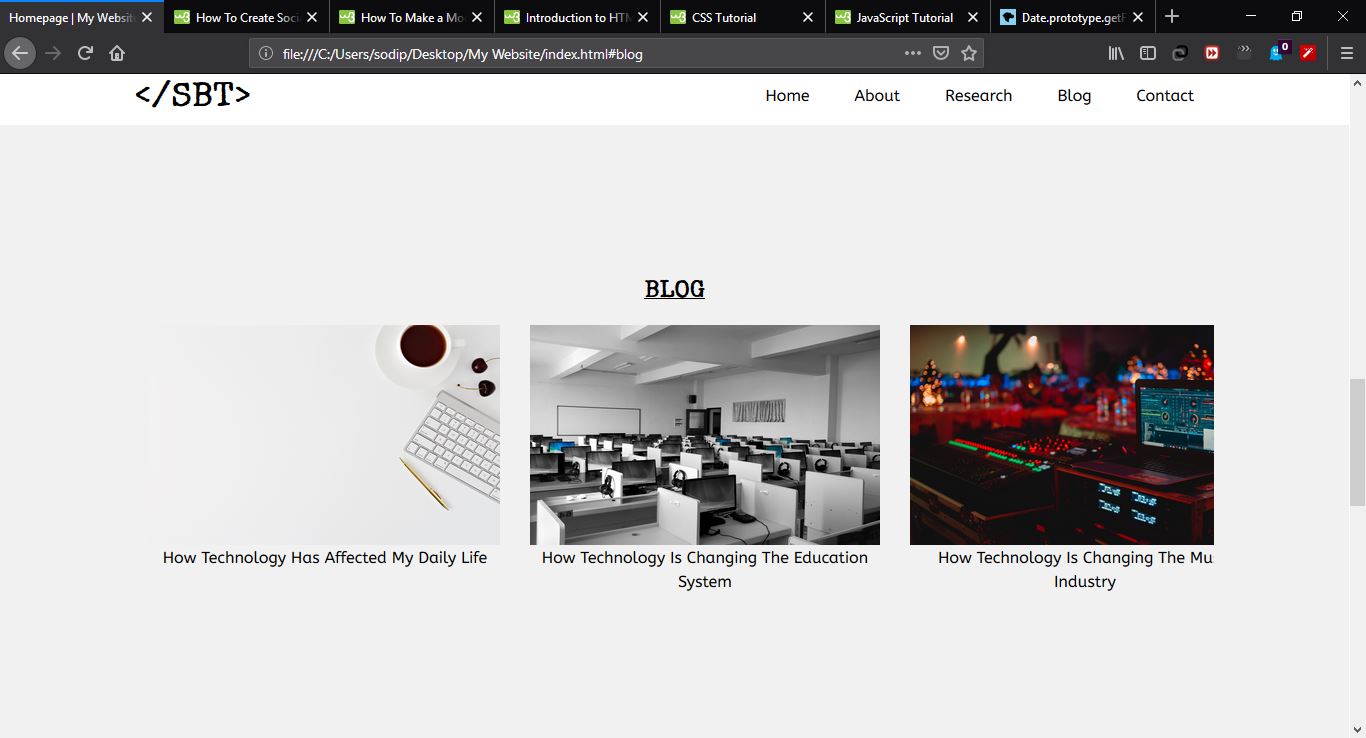 Homepage | My Websit
How To Create Soci
How To Make a Mo
Introduction to HTM
CSS Tutorial
JavaScript Tutorial
Date.prototype.getF
file:///C:/Users/sodip/Desktop/My Website/index.html#blog
0
</SBT>
Home
About
Research
Blog
Contact
BLOG
How Technology Has Affected My Daily Life
How Technology Is Changing The Education
System
How Technology Is Changing The Mus
Industry